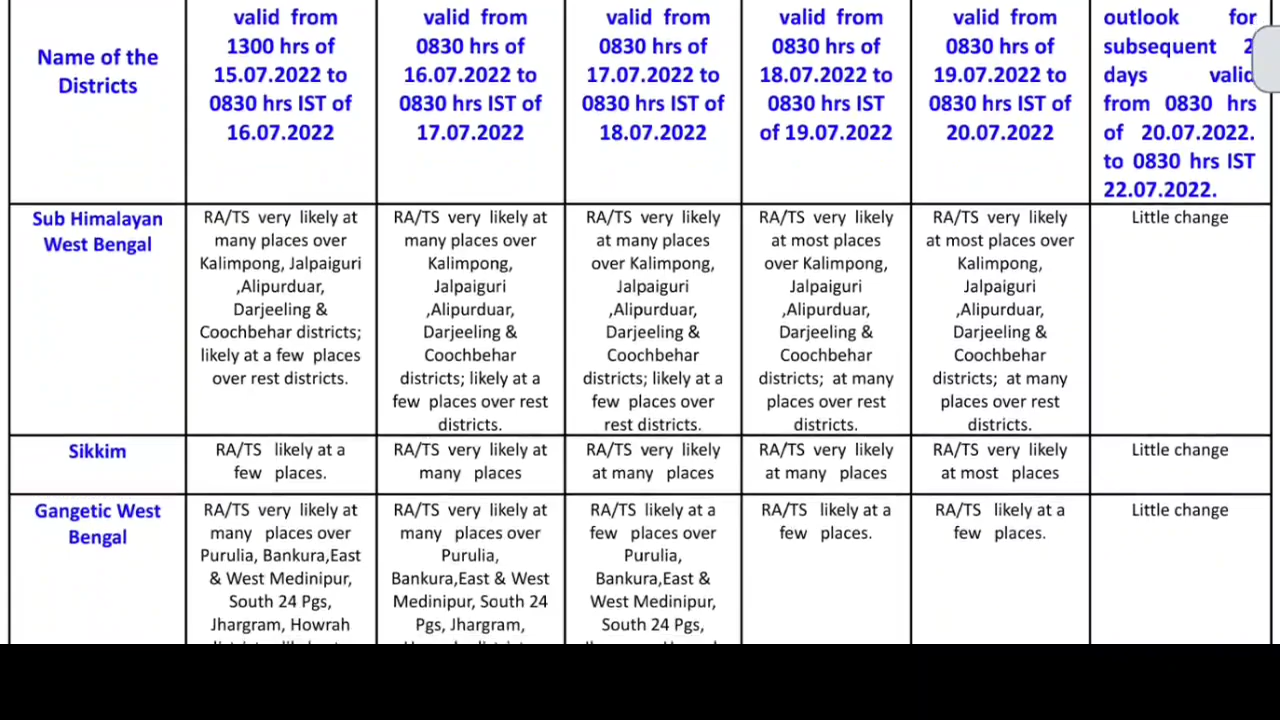 Name of the
Districts
valid from
1300 hrs of
15.07.2022 to
0830 hrs IST of
16.07.2022
valid from
0830 hrs of
16.07.2022 to
0830 hrs IST of
17.07.2022
valid from
0830 hrs of
17.07.2022 to
0830 hrs IST of
18.07.2022
valid from
0830 hrs of
18.07.2022 to
0830 hrs IST
of 19.07.2022
valid from
0830 hrs of
19.07.2022 to
0830 hrs IST of
20.07.2022
outlook for
subsequent 2
days valid
from 0830 hrs
of 20.07.2022.
to 0830 hrs IST
22.07.2022.
Sub Himalayan
West Bengal
RA/TS very likely at
many places over
Kalimpong, Jalpaiguri
,Alipurduar,
Darjeeling &
Coochbehar districts;
likely at a few places
over rest districts.
RA/TS very likely at
many places over
Kalimpong,
Jalpaiguri
,Alipurduar,
Darjeeling &
Coochbehar
districts; likely at a
few places over rest
districts.
RA/TS very likely
at many places
over Kalimpong,
Jalpaiguri
,Alipurduar,
Darjeeling &
Coochbehar
districts; likely at a
few places over
rest districts.
RA/TS very likely
at most places
over Kalimpong,
Jalpaiguri
,Alipurduar,
Darjeeling &
Coochbehar
districts; at many
places over rest
districts.
RA/TS very likely
at most places over
Kalimpong,
Jalpaiguri
,Alipurduar,
Darjeeling &
Coochbehar
districts; at many
places over rest
districts.
Little change
Sikkim
RA/TS likely at a
few places.
RA/TS very likely at
many places
RA/TS very likely
at many places
RA/TS very likely
at many places
RA/TS very likely
at most places
Little change
Gangetic West
Bengal
RA/TS very likely at
many places over
Purulia, Bankura,East
& West Medinipur,
South 24 Pgs,
Jhargram, Howrah
RA/TS very likely at
many places over
Purulia,
Bankura,East & West
Medinipur, South 24
Pgs, Jhargram,
RA/TS likely at a
few places over
Purulia,
Bankura,East &
West Medinipur,
South 24 Pgs,
RA/TS likely at a
few places.
RA/TS likely at a
few places.
Little change